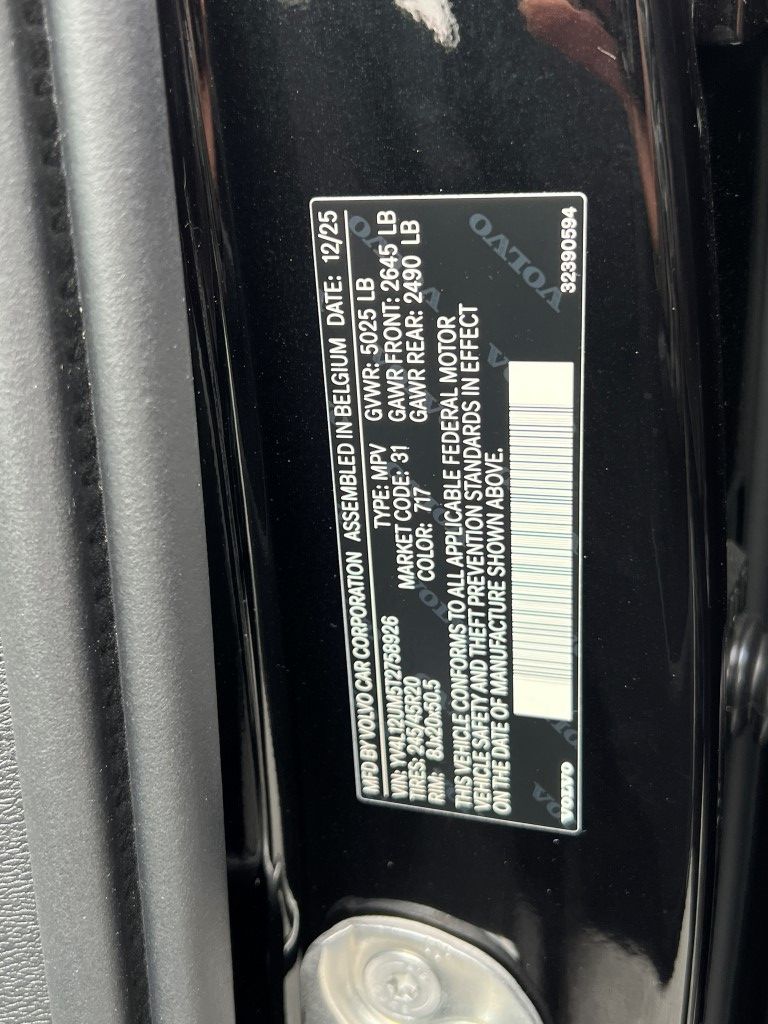 MFD BY VOLVO CAR CORPORATION ASSEMBLED IN BELGIUM DATE: 12/25
VIN: YV4L12UM5T2758926 TYPE: MPV GVWR: 5025 LB
TIRES: 245/45R20 MARKET CODE: 31 GAWR FRONT: 2645 LB
RIM: 8Jx20x50.5 COLOR: 717 GAWR REAR: 2490 LB
THIS VEHICLE CONFORMS TO ALL APPLICABLE FEDERAL MOTOR
VEHICLE SAFETY AND THEFT PREVENTION STANDARDS IN EFFECT
ON THE DATE OF MANUFACTURE SHOWN ABOVE.
VOLVO 32390594